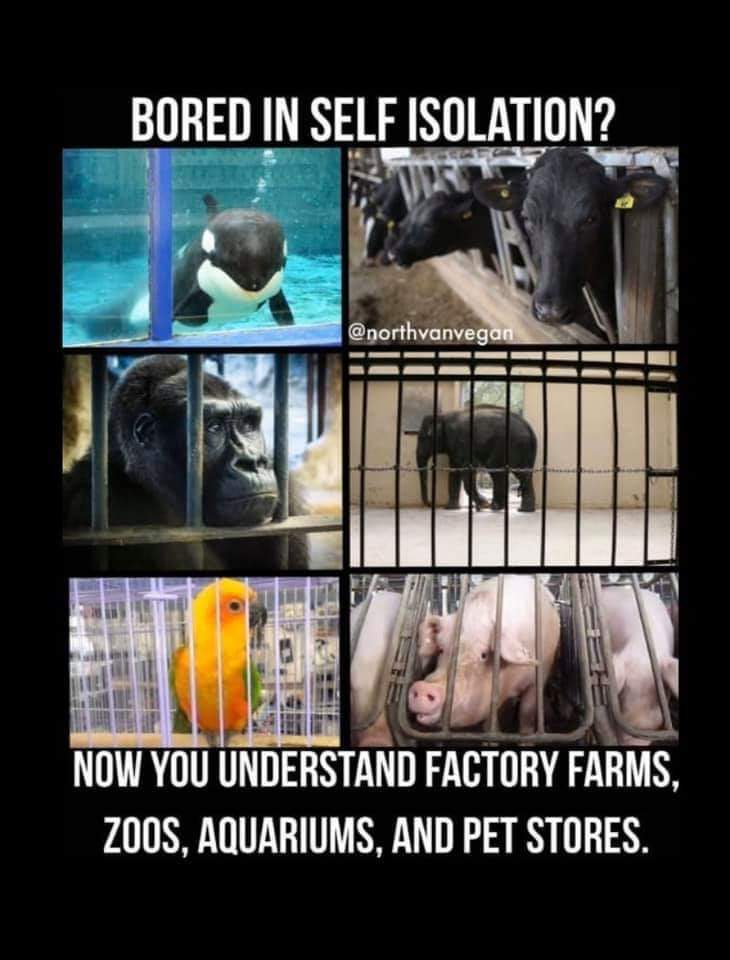 BORED IN SELF ISOLATION?
@northvanvegan
NOW YOU UNDERSTAND FACTORY FARMS,
ZOOS, AQUARIUMS, AND PET STORES.